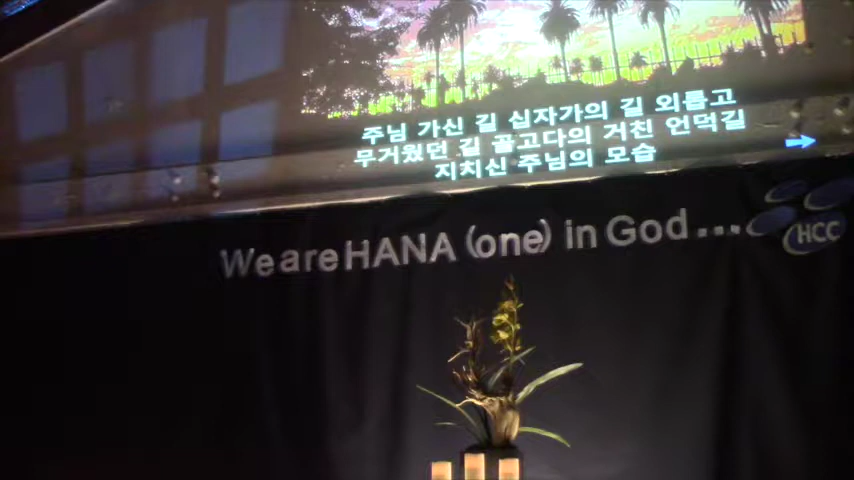 주님 가신 길 십자가의 길 외롭고
무거웠던 길 골고다의 거친 언덕길
지치신 주님의 모습
We are HANA (one) in God...
HCC